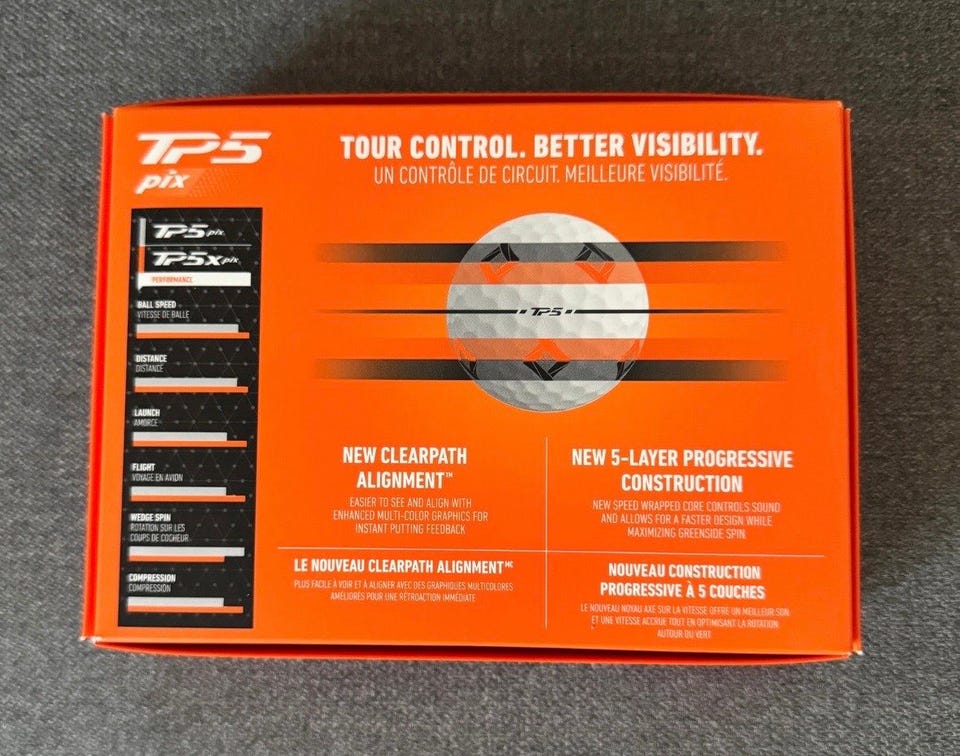 TP5
pix
TOUR CONTROL. BETTER VISIBILITY.
UN CONTRÔLE DE CIRCUIT. MEILLEURE VISIBILITÉ.
TP5 pix
TP5x pix
PERFORMANCE
BALL SPEED
VITESSE DE BALLE
DISTANCE
DISTANCE
LAUNCH
AMORCE
FLIGHT
VOYAGE EN AVION
WEDGE SPIN
ROTATION SUR LES
COUPS DE COCHEUR
COMPRESSION
COMPRESSION
TP5
NEW CLEARPATH
ALIGNMENT™
EASIER TO SEE AND ALIGN WITH
ENHANCED MULTI-COLOR GRAPHICS FOR
INSTANT PUTTING FEEDBACK
NEW 5-LAYER PROGRESSIVE
CONSTRUCTION
NEW SPEED WRAPPED CORE CONTROLS SOUND
AND ALLOWS FOR A FASTER DESIGN WHILE
MAXIMIZING GREENSIDE SPIN
LE NOUVEAU CLEARPATH ALIGNMENT MC
PLUS FACILE À VOIR ET À ALIGNER AVEC DES GRAPHIQUES MULTICOLORES
AMÉLIORÉS POUR UNE RÉTROACTION IMMÉDIATE
NOUVEAU CONSTRUCTION
PROGRESSIVE À 5 COUCHES
LE NOUVEAU NOYAU AXÉ SUR LA VITESSE OFFRE UN MEILLEUR SON
ET UNE VITESSE ACCRUE TOUT EN OPTIMISANT LA ROTATION
AUTOUR DU VERT